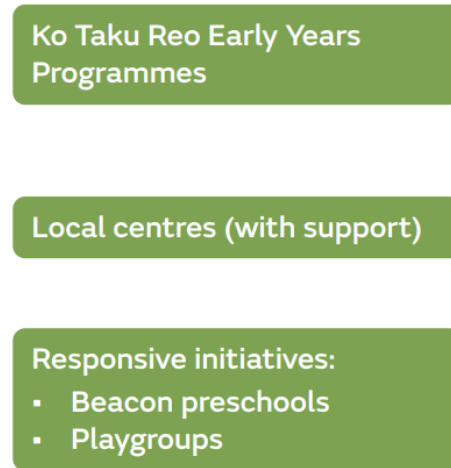 Ko Taku Reo Early Years
Programmes
Local centres (with support)
Responsive initiatives:
▪ Beacon preschools
▪ Playgroups